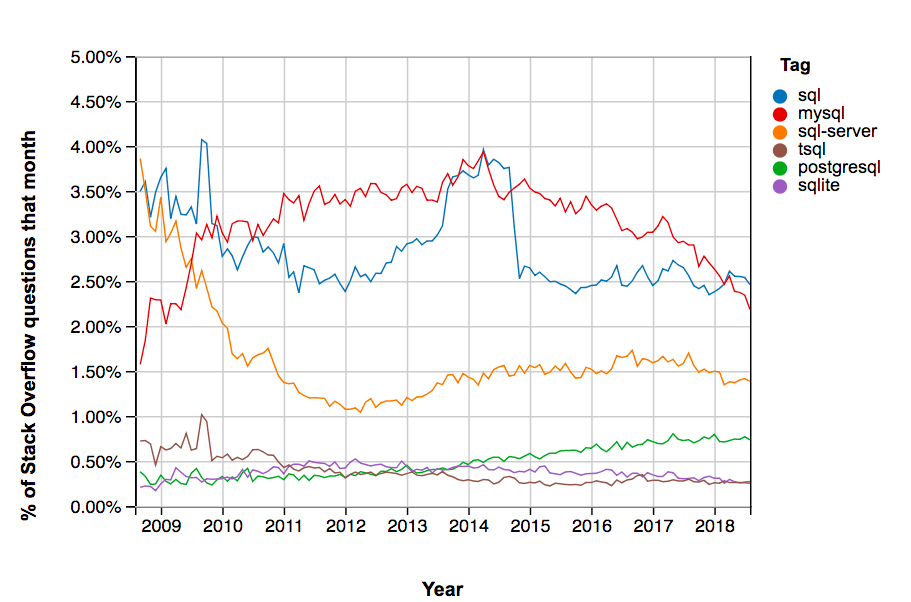 5.00%
4.50%
4.00%
3.50%
3.00%
2.50%
2.00%
1.50%
1.00%
0.50%
0.00%
% of Stack Overflow questions that month
2009 2010 2011 2012 2013 2014 2015 2016 2017 2018
Year
Tag
sql
mysql
sql-server
tsql
postgresql
sqlite